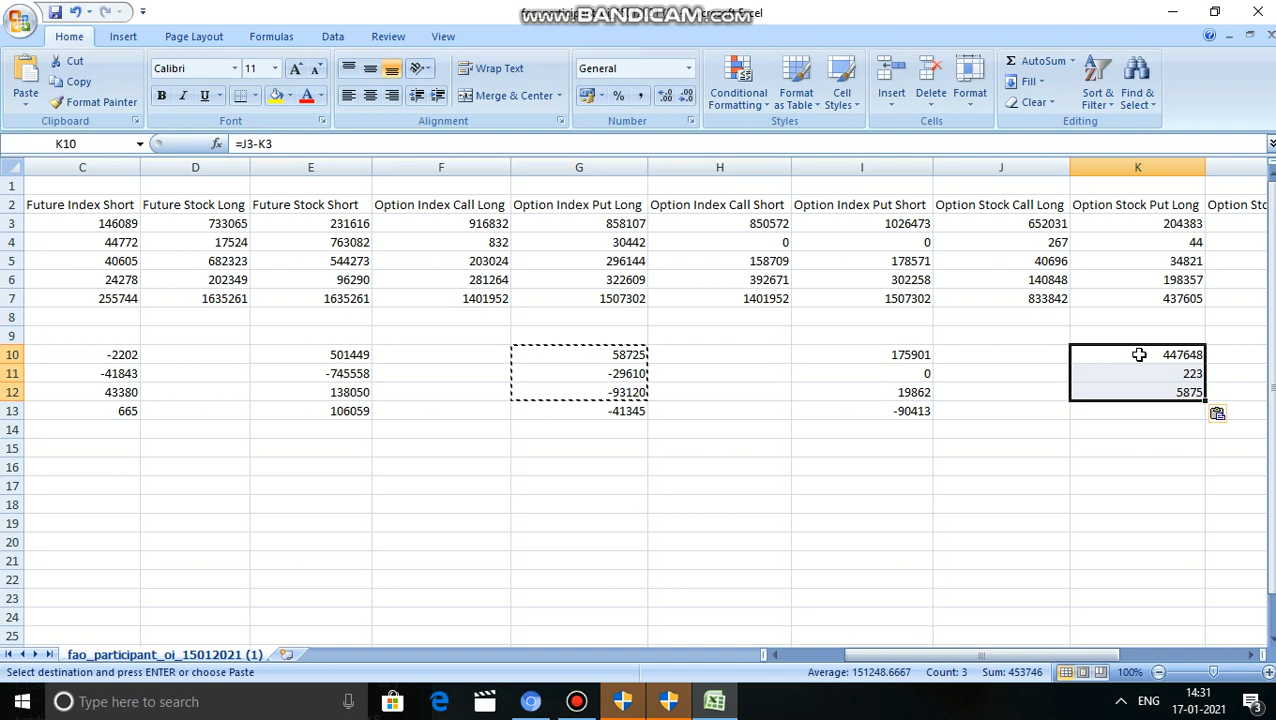 fao_participant
www.BANDICAM.com
Microsoft Excel
Home Insert Page Layout Formulas Data Review View
Paste
Cut
Copy
Format Painter
Clipboard
Calibri 11
B I U
Font
Wrap Text
Merge & Center
Alignment
General
Number
Conditional Formatting
Format as Table
Cell Styles
Styles
Insert Delete Format
Cells
AutoSum
Fill
Clear
Sort & Filter
Find & Select
Editing
K10 fx =J3-K3
C D E F G H I J K
1
2 Future Index Short Future Stock Long Future Stock Short Option Index Call Long Option Index Put Long Option Index Call Short Option Index Put Short Option Stock Call Long Option Stock Put Long Option Sto
3 146089 733065 231616 916832 858107 850572 1026473 652031 204383
4 44772 17524 763082 832 30442 0 0 267 44
5 40605 682323 544273 203024 296144 158709 178571 40696 34821
6 24278 202349 96290 281264 322609 392671 302258 140848 198357
7 255744 1635261 1635261 1401952 1507302 1401952 1507302 833842 437605
8
9
10 -2202 501449 58725 175901 447648
11 -41843 -745558 -29610 0 223
12 43380 138050 -93120 19862 5875
13 665 106059 -41345 -90413
14
15
16
17
18
19
20
21
22
23
24
25
fao_participant_oi_15012021 (1)
Select destination and press ENTER or choose Paste Average: 151248.6667 Count: 3 Sum: 453746 100%
Type here to search ENG 14:31
17-01-2021 3